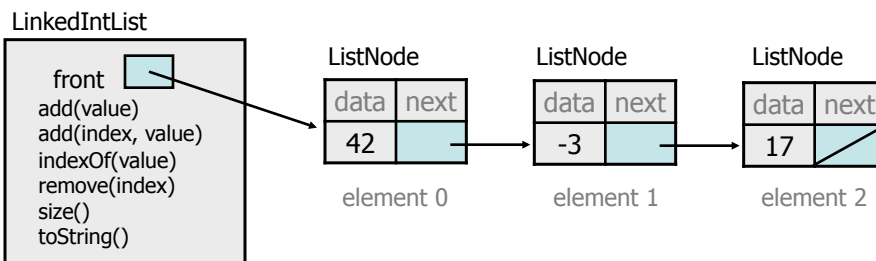 LinkedIntList
front
add(value)
add(index, value)
indexOf(value)
remove(index)
size()
toString()
ListNode
data next
42
element 0
ListNode
data next
-3
element 1
ListNode
data next
17
element 2